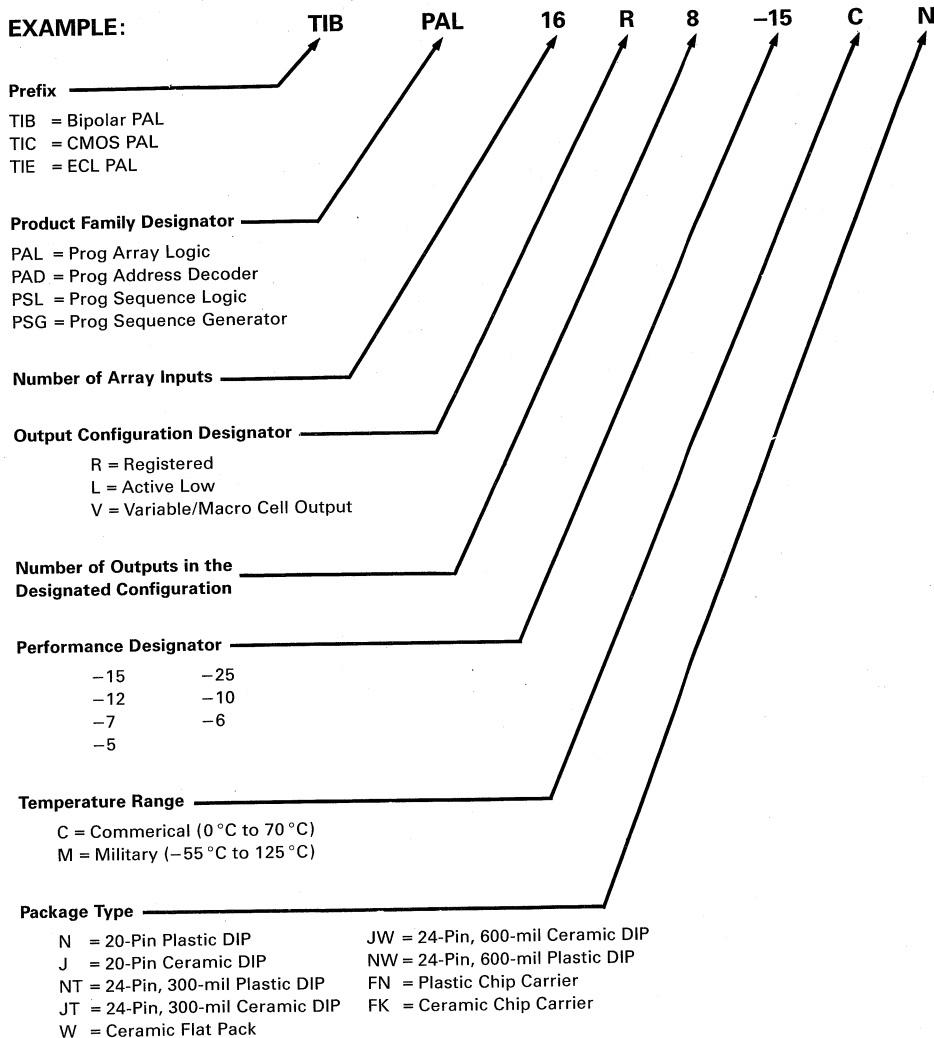 EXAMPLE: TIB PAL 16 R 8 −15 C N
Prefix
TIB = Bipolar PAL
TIC = CMOS PAL
TIE = ECL PAL
Product Family Designator
PAL = Prog Array Logic
PAD = Prog Address Decoder
PSL = Prog Sequence Logic
PSG = Prog Sequence Generator
Number of Array Inputs
Output Configuration Designator
R = Registered
L = Active Low
V = Variable/Macro Cell Output
Number of Outputs in the
Designated Configuration
Performance Designator
−15 −25
−12 −10
−7 −6
−5
Temperature Range
C = Commerical (0 °C to 70 °C)
M = Military (−55 °C to 125 °C)
Package Type
N = 20-Pin Plastic DIP
J = 20-Pin Ceramic DIP
NT = 24-Pin, 300-mil Plastic DIP
JT = 24-Pin, 300-mil Ceramic DIP
W = Ceramic Flat Pack
JW = 24-Pin, 600-mil Ceramic DIP
NW = 24-Pin, 600-mil Plastic DIP
FN = Plastic Chip Carrier
FK = Ceramic Chip Carrier